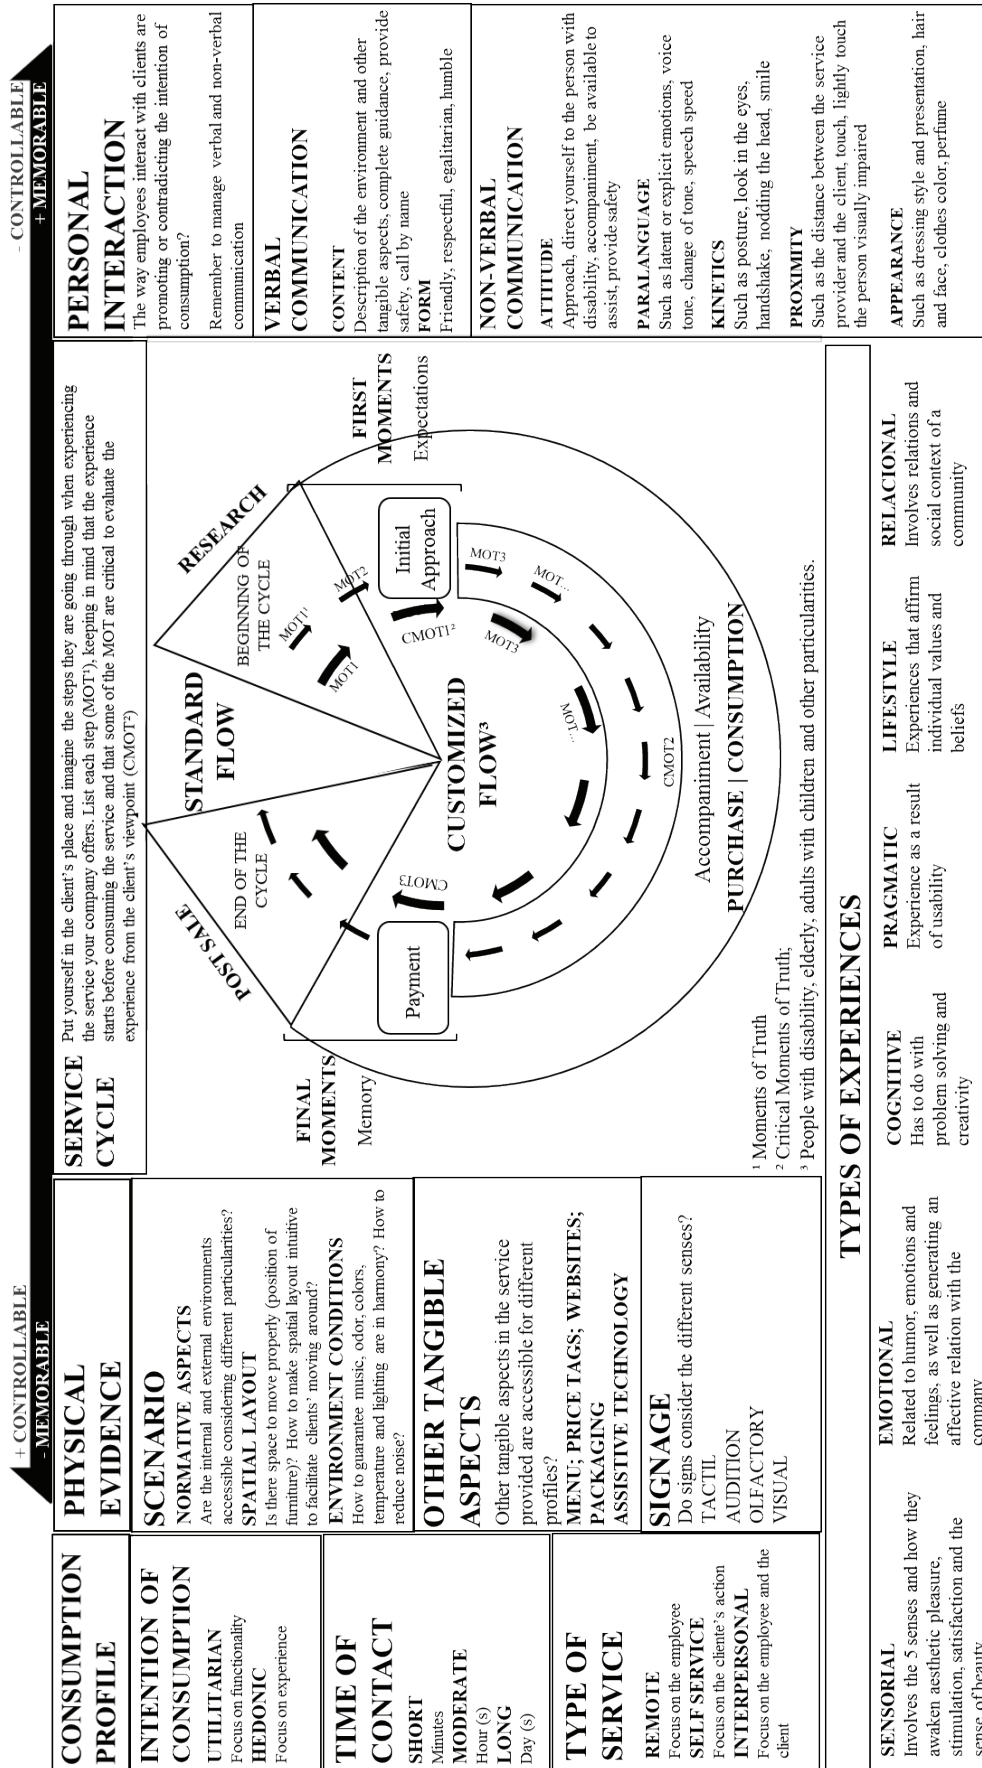 + CONTROLLABLE
- MEMORABLE
- CONTROLLABLE
+ MEMORABLE
CONSUMPTION
PROFILE
INTENTION OF
CONSUMPTION
UTILITARIAN
Focus on functionality
HEDONIC
Focus on experience
TIME OF
CONTACT
SHORT
Minutes
MODERATE
Hour (s)
LONG
Day (s)
TYPE OF
SERVICE
REMOTE
Focus on the employee
SELF SERVICE
Focus on the cliente's action
INTERPERSONAL
Focus on the employee and the
client
PHYSICAL
EVIDENCE
SCENARIO
NORMATIVE ASPECTS
Are the internal and external environments
accessible considering different particularities?
SPATIAL LAYOUT
Is there space to move properly (position of
furniture)? How to make spatial layout intuitive
to facilitate clients' moving around?
ENVIRONMENT CONDITIONS
How to guarantee music, odor, colors,
temperature and lighting are in harmony? How to
reduce noise?
OTHER TANGIBLE
ASPECTS
Other tangible aspects in the service
provided are accessible for different
profiles?
MENU; PRICE TAGS; WEBSITES;
PACKAGING
ASSISTIVE TECHNOLOGY
SIGNAGE
Do signs consider the different senses?
TACTIL
AUDITION
OLFACTORY
VISUAL
SERVICE
CYCLE
Put yourself in the client's place and imagine the steps they are going through when experiencing
the service your company offers. List each step (MOT¹), keeping in mind that the experience
starts before consuming the service and that some of the MOT are critical to evaluate the
experience from the client's viewpoint (CMOT²)
POST SALE
STANDARD
FLOW
RESEARCH
END OF THE
CYCLE
BEGINNING OF
THE CYCLE
MOT1¹
MOT1
MOT2
FINAL
MOMENTS
Memory
FIRST
MOMENTS
Expectations
Payment
CMOT3
CUSTOMIZED
FLOW³
CMOT1²
Initial
Approach
MOT3
MOT3
MOT...
MOT...
CMOT2
Accompaniment | Availability
PURCHASE | CONSUMPTION
¹ Moments of Truth
² Critical Moments of Truth;
³ People with disability, elderly, adults with children and other particularities.
PERSONAL
INTERACTION
The way employees interact with clients are
promoting or contradicting the intention of
consumption?
Remember to manage verbal and non-verbal
communication
VERBAL
COMMUNICATION
CONTENT
Description of the environment and other
tangible aspects, complete guidance, provide
safety, call by name
FORM
Friendly, respectful, egalitarian, humble
NON-VERBAL
COMMUNICATION
ATTITUDE
Approach, direct yourself to the person with
disability, accompaniment, be available to
assist, provide safety
PARALANGUAGE
Such as latent or explicit emotions, voice
tone, change of tone, speech speed
KINETICS
Such as posture, look in the eyes,
handshake, nodding the head, smile
PROXIMITY
Such as the distance between the service
provider and the client, touch, lightly touch
the person visually impaired
APPEARANCE
Such as dressing style and presentation, hair
and face, clothes color, perfume
TYPES OF EXPERIENCES
SENSORIAL
Involves the 5 senses and how they
awaken aesthetic pleasure,
stimulation, satisfaction and the
sense of beauty
EMOTIONAL
Related to humor, emotions and
feelings, as well as generating an
affective relation with the
company
COGNITIVE
Has to do with
problem solving and
creativity
PRAGMATIC
Experience as a result
of usability
LIFESTYLE
Experiences that affirm
individual values and
beliefs
RELACIONAL
Involves relations and
social context of a
community